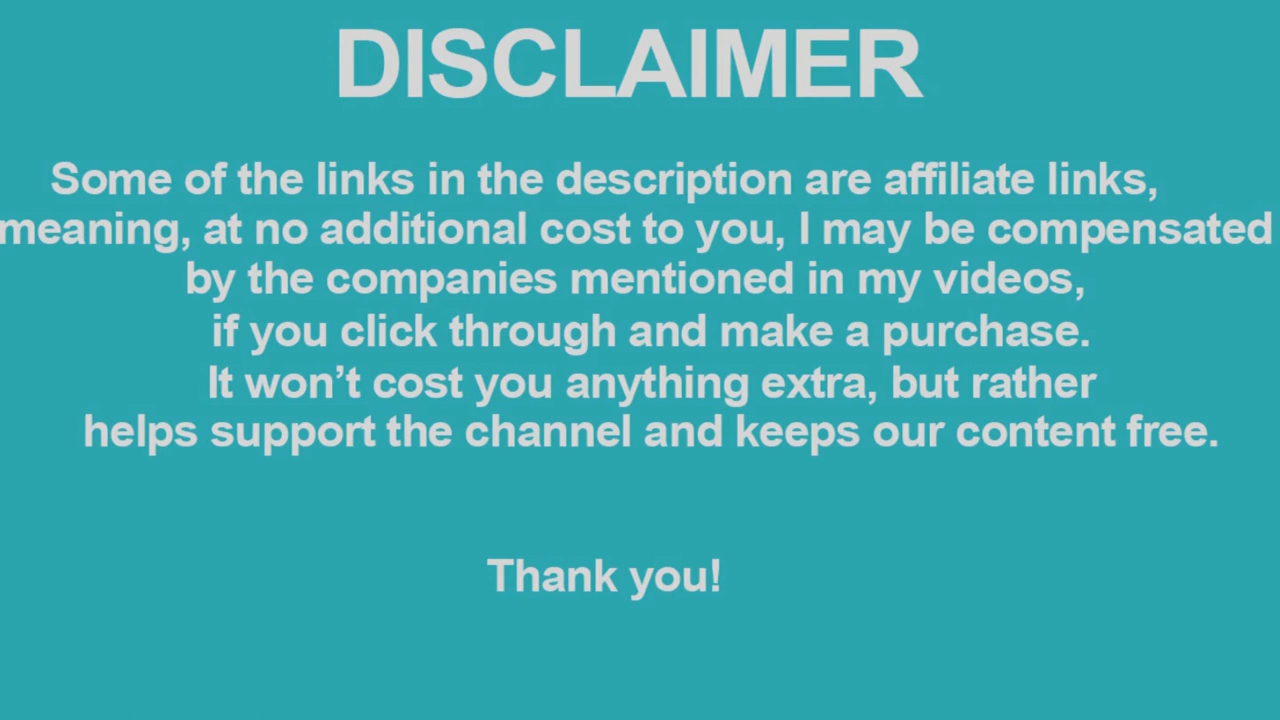 DISCLAIMER
Some of the links in the description are affiliate links,
meaning, at no additional cost to you, I may be compensated
by the companies mentioned in my videos,
if you click through and make a purchase.
It won’t cost you anything extra, but rather
helps support the channel and keeps our content free.
Thank you!